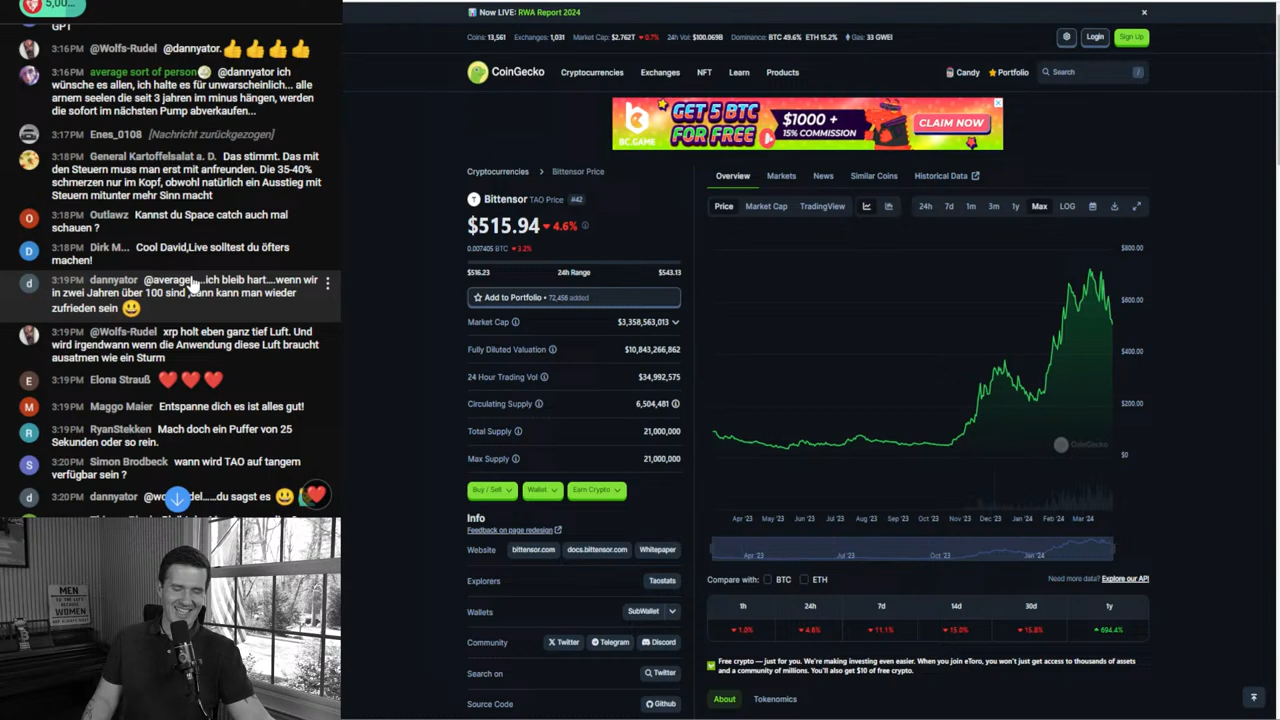 5,00
GPT
3:16PM @Wolfs-Rudel @dannyator.👍👍👍👍
3:16PM average sort of person @dannyator ich
wünsche es allen, ich halte es für unwarscheinlich... alle
arnem seelen die seit 3 jahren im minus hängen, werden
die sofort im nächsten Pump abverkaufen...
3:17PM Enes_0108 [Nachricht zurückgezogen]
3:18PM General Kartoffelsalat a. D. Das stimmt. Das mit
den Steuern muss man erst mit anfreunden. Die 35-40%
schmerzen nur im Kopf, obwohl natürlich ein Ausstieg mit
Steuern mitunter mehr Sinn macht
O 3:18PM Outlawz Kannst du Space catch auch mal
schauen ?
D 3:18PM Dirk M... Cool David,Live solltest du öfters
machen!
d 3:19PM dannyator @average....ich bleib hart....wenn wir
in zwei Jahren über 100 sind ,dann kann man wieder
zufrieden sein 😃
3:19PM @Wolfs-Rudel xrp holt eben ganz tief Luft. Und
wird irgendwann wenn die Anwendung diese Luft braucht
ausatmen wie ein Sturm
E 3:19PM Elona Strauß ❤️❤️❤️
M 3:19PM Maggo Maier Entspanne dich es ist alles gut!
R 3:19PM RyanStekken Mach doch ein Puffer von 25
Sekunden oder so rein.
S 3:20PM Simon Brodbeck wann wird TAO auf tangem
verfügbar sein ?
d 3:20PM dannyator du sagst es 😃
MEN
TO THE LEFT
BECAUSE
WOMEN
Now LIVE: RWA Report 2024
Coins: 13,561 Exchanges: 1,031 Market Cap: $2.762T 0.7% 24h Vol: $100.069B Dominance: BTC 49.6% ETH 15.2% Gas: 33 GWEI
Login Sign Up
CoinGecko Cryptocurrencies Exchanges NFT Learn Products Candy Portfolio Search /
BC.GAME GET 5 BTC FOR FREE $1000 + 15% COMMISSION CLAIM NOW
Cryptocurrencies > Bittensor Price
Bittensor TAO Price #42
$515.94 4.6%
0.007405 BTC 3.2%
$516.23 24h Range $543.13
Add to Portfolio • 72,456 added
Market Cap $3,358,563,013
Fully Diluted Valuation $10,843,266,862
24 Hour Trading Vol $34,992,575
Circulating Supply 6,504,481
Total Supply 21,000,000
Max Supply 21,000,000
Buy / Sell Wallet Earn Crypto
Info
Feedback on page redesign
Website bittensor.com docs.bittensor.com Whitepaper
Explorers Taostats
Wallets SubWallet
Community Twitter Telegram Discord
Search on Twitter
Source Code Github
Overview Markets News Similar Coins Historical Data
Price Market Cap TradingView 24h 7d 1m 3m 1y Max LOG
$800.00
$600.00
$400.00
$200.00
$0
CoinGecko
Apr '23 May '23 Jun '23 Jul '23 Aug '23 Sep '23 Oct '23 Nov '23 Dec '23 Jan '24 Feb '24 Mar '24
Apr '23 Jul '23 Oct '23 Jan '24
Compare with: BTC ETH Need more data? Explore our API
1h 24h 7d 14d 30d 1y
1.0% 4.6% 11.1% 15.0% 15.8% 694.4%
Free crypto — just for you. We're making investing even easier. When you join eToro, you won't just get access to thousands of assets
and a community of millions. You'll also get $10 of free crypto.
About Tokenomics